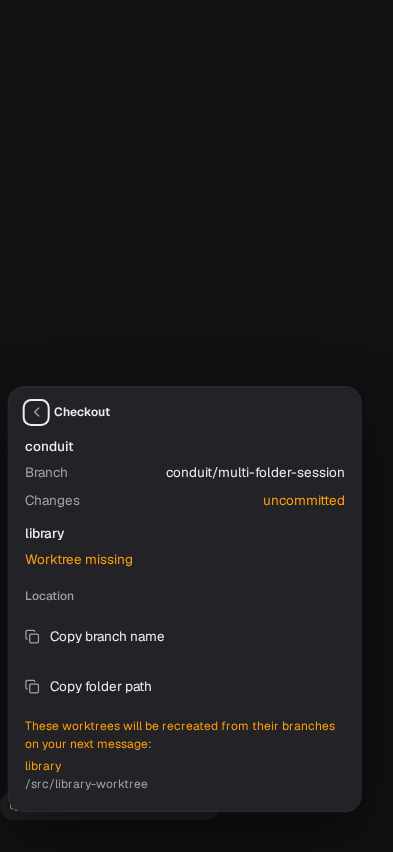 Checkout
conduit
Branch conduit/multi-folder-session
Changes uncommitted
library
Worktree missing
Location
Copy branch name
Copy folder path
These worktrees will be recreated from their branches
on your next message:
library
/src/library-worktree